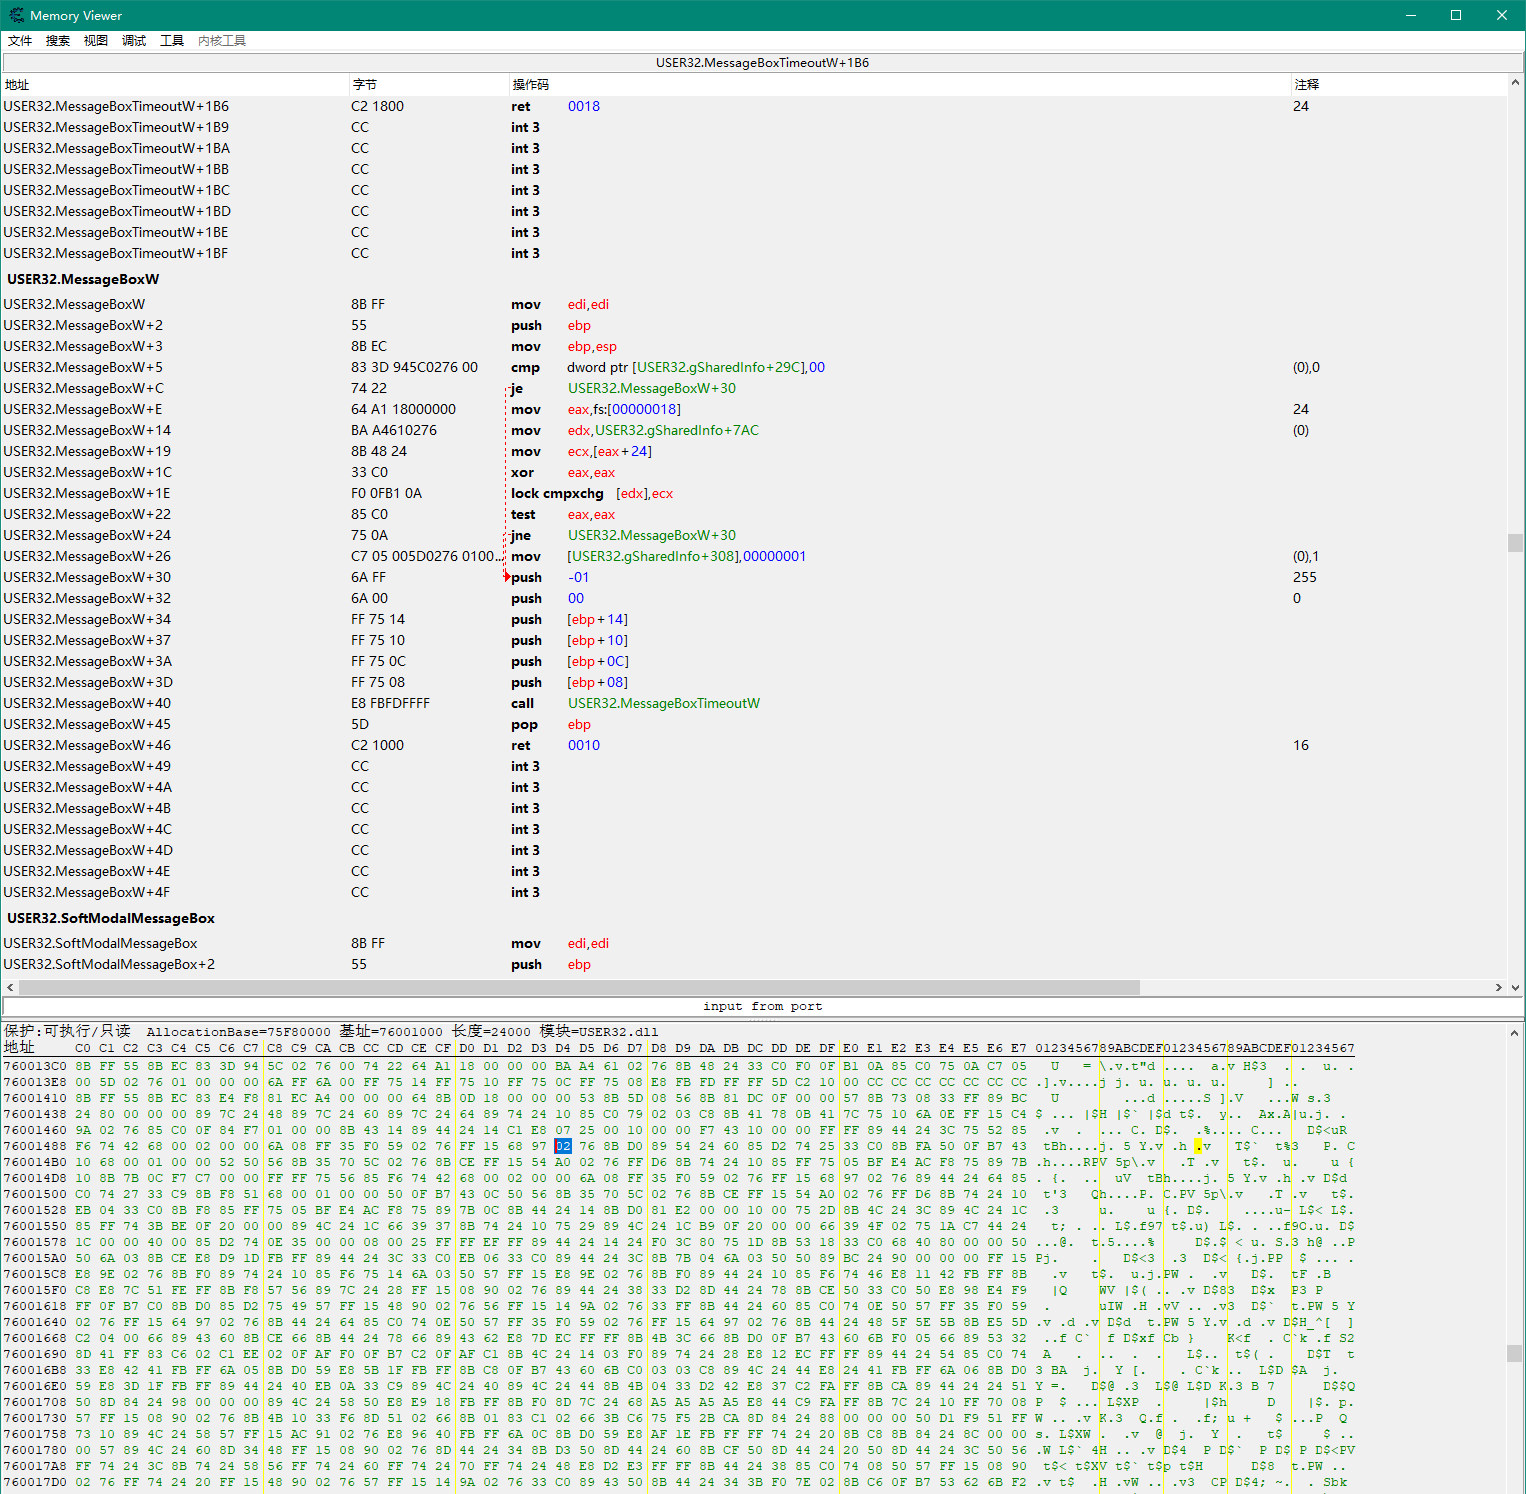 Memory Viewer
文件 搜索 视图 调试 工具 内核工具
USER32.MessageBoxTimeoutW+1B6
地址 字节 操作码 注释
USER32.MessageBoxTimeoutW+1B6 C2 1800 ret 0018 24
USER32.MessageBoxTimeoutW+1B9 CC int 3
USER32.MessageBoxTimeoutW+1BA CC int 3
USER32.MessageBoxTimeoutW+1BB CC int 3
USER32.MessageBoxTimeoutW+1BC CC int 3
USER32.MessageBoxTimeoutW+1BD CC int 3
USER32.MessageBoxTimeoutW+1BE CC int 3
USER32.MessageBoxTimeoutW+1BF CC int 3
USER32.MessageBoxW
USER32.MessageBoxW 8B FF mov edi,edi
USER32.MessageBoxW+2 55 push ebp
USER32.MessageBoxW+3 8B EC mov ebp,esp
USER32.MessageBoxW+5 83 3D 945C0276 00 cmp dword ptr [USER32.gSharedInfo+29C],00 (0),0
USER32.MessageBoxW+C 74 22 je USER32.MessageBoxW+30
USER32.MessageBoxW+E 64 A1 18000000 mov eax,fs:[00000018] 24
USER32.MessageBoxW+14 BA A4610276 mov edx,USER32.gSharedInfo+7AC (0)
USER32.MessageBoxW+19 8B 48 24 mov ecx,[eax+24]
USER32.MessageBoxW+1C 33 C0 xor eax,eax
USER32.MessageBoxW+1E F0 0FB1 0A lock cmpxchg [edx],ecx
USER32.MessageBoxW+22 85 C0 test eax,eax
USER32.MessageBoxW+24 75 0A jne USER32.MessageBoxW+30
USER32.MessageBoxW+26 C7 05 005D0276 0100... mov [USER32.gSharedInfo+308],00000001 (0),1
USER32.MessageBoxW+30 6A FF push -01 255
USER32.MessageBoxW+32 6A 00 push 00 0
USER32.MessageBoxW+34 FF 75 14 push [ebp+14]
USER32.MessageBoxW+37 FF 75 10 push [ebp+10]
USER32.MessageBoxW+3A FF 75 0C push [ebp+0C]
USER32.MessageBoxW+3D FF 75 08 push [ebp+08]
USER32.MessageBoxW+40 E8 FBFDFFFF call USER32.MessageBoxTimeoutW
USER32.MessageBoxW+45 5D pop ebp
USER32.MessageBoxW+46 C2 1000 ret 0010 16
USER32.MessageBoxW+49 CC int 3
USER32.MessageBoxW+4A CC int 3
USER32.MessageBoxW+4B CC int 3
USER32.MessageBoxW+4C CC int 3
USER32.MessageBoxW+4D CC int 3
USER32.MessageBoxW+4E CC int 3
USER32.MessageBoxW+4F CC int 3
USER32.SoftModalMessageBox
USER32.SoftModalMessageBox 8B FF mov edi,edi
USER32.SoftModalMessageBox+2 55 push ebp
input from port
保护:可执行/只读 AllocationBase=75F80000 基址=76001000 长度=24000 模块=USER32.dll
地址 C0 C1 C2 C3 C4 C5 C6 C7 C8 C9 CA CB CC CD CE CF D0 D1 D2 D3 D4 D5 D6 D7 D8 D9 DA DB DC DD DE DF E0 E1 E2 E3 E4 E5 E6 E7 0123456789ABCDEF0123456789ABCDEF01234567
760013C0 8B FF 55 8B EC 83 3D 94 5C 02 76 00 74 22 64 A1 18 00 00 00 BA A4 61 02 76 8B 48 24 33 C0 F0 0F B1 0A 85 C0 75 0A C7 05
760013E8 00 5D 02 76 01 00 00 00 6A FF 6A 00 FF 75 14 FF 75 10 FF 75 0C FF 75 08 E8 FB FD FF FF 5D C2 10 00 CC CC CC CC CC CC CC
76001410 8B FF 55 8B EC 83 E4 F8 81 EC A4 00 00 00 64 8B 0D 18 00 00 00 53 8B 5D 08 56 8B 81 DC 0F 00 00 57 8B 73 08 33 FF 89 BC
76001438 24 80 00 00 00 89 7C 24 48 89 7C 24 60 89 7C 24 64 89 74 24 10 85 C0 79 02 03 C8 8B 41 78 0B 41 7C 75 10 6A 0E FF 15 C4
76001460 9A 02 76 85 C0 0F 84 F7 01 00 00 8B 43 14 89 44 24 14 C1 E8 07 25 00 10 00 00 F7 43 10 00 00 FF FF 89 44 24 3C 75 52 85
76001488 F6 74 42 68 00 02 00 00 6A 08 FF 35 F0 59 02 76 FF 15 68 97 02 76 8B D0 89 54 24 60 85 D2 74 25 33 C0 8B FA 50 0F B7 43
760014B0 10 68 00 01 00 00 52 50 56 8B 35 70 5C 02 76 8B CE FF 15 54 A0 02 76 FF D6 8B 74 24 10 85 FF 75 05 BF E4 AC F8 75 89 7B
760014D8 10 8B 7B 0C F7 C7 00 00 FF FF 75 56 85 F6 74 42 68 00 02 00 00 6A 08 FF 35 F0 59 02 76 FF 15 68 97 02 76 89 44 24 64 85
76001500 C0 74 27 33 C9 8B F8 51 68 00 01 00 00 50 0F B7 43 0C 50 56 8B 35 70 5C 02 76 8B CE FF 15 54 A0 02 76 FF D6 8B 74 24 10
76001528 EB 04 33 C0 8B F8 85 FF 75 05 BF E4 AC F8 75 89 7B 0C 8B 44 24 14 8B D0 81 E2 00 00 10 00 75 2D 8B 4C 24 3C 89 4C 24 1C
76001550 85 FF 74 3B BE 0F 20 00 00 89 4C 24 1C 66 39 37 8B 74 24 10 75 29 89 4C 24 1C B9 0F 20 00 00 66 39 4F 02 75 1A C7 44 24
76001578 1C 00 00 40 00 85 D2 74 0E 35 00 00 08 00 25 FF FF EF FF 89 44 24 14 24 F0 3C 80 75 1D 8B 53 18 33 C0 68 40 80 00 00 00
760015A0 50 6A 03 8B CE E8 D9 1D FB FF 89 44 24 3C 33 C0 EB 06 33 C0 89 44 24 3C 8B 7B 04 6A 03 50 50 89 BC 24 90 00 00 00 FF 15
760015C8 E8 9E 02 76 8B F0 89 74 24 10 85 F6 75 14 6A 03 50 57 FF 15 E8 9E 02 76 8B F0 89 44 24 10 85 F6 74 46 E8 11 42 FB FF 8B
760015F0 C8 E8 7C 51 FE FF 8B F8 57 56 89 7C 24 28 FF 15 08 90 02 76 89 44 24 38 33 D2 8D 44 24 78 8B CE 50 33 C0 50 E8 98 E4 F9
76001618 FF 0F B7 C0 8B D0 85 D2 75 49 57 FF 15 48 90 02 76 56 FF 15 14 9A 02 76 33 FF 8B 44 24 60 85 C0 74 0E 50 57 FF 35 F0 59
76001640 02 76 FF 15 64 97 02 76 8B 44 24 64 85 C0 74 0E 50 57 FF 35 F0 59 02 76 FF 15 64 97 02 76 8B 44 24 48 5F 5E 5B 8B E5 5D
76001668 C2 04 00 66 89 43 60 8B CE 66 8B 44 24 78 66 89 43 62 E8 7D EC FF FF 8B 4B 3C 66 8B D0 0F B7 43 60 6B F0 05 66 89 53 32
76001690 8D 41 FF 83 C6 02 C1 EE 02 0F AF F0 0F B7 C2 0F AF C1 8B 4C 24 14 03 F0 89 74 24 28 E8 12 EC FF FF 89 44 24 54 85 C0 74
760016B8 33 E8 42 41 FB FF 6A 05 8B D0 59 E8 5B 1F FB FF 8B C8 0F B7 43 60 6B C0 03 03 C8 89 4C 24 44 E8 24 41 FB FF 6A 06 8B D0
760016E0 59 E8 3D 1F FB FF 89 44 24 40 EB 0A 33 C9 89 4C 24 40 89 4C 24 44 8B 4B 04 33 D2 42 E8 37 C2 FA FF 8B CA 89 44 24 24 51
76001708 50 8D 84 24 98 00 00 00 89 4C 24 58 50 E8 E9 18 FB FF 8B F0 8D 7C 24 68 A5 A5 A5 A5 E8 44 C9 FA FF 8B 7C 24 10 FF 70 08
76001730 57 FF 15 08 90 02 76 8B 4B 10 33 F6 8D 51 02 66 8B 01 83 C1 02 66 3B C6 75 F5 2B CA 8D 84 24 88 00 00 00 50 D1 F9 51 FF
76001758 73 10 89 4C 24 58 57 FF 15 AC 91 02 76 E8 96 40 FB FF 6A 0C 8B D0 59 E8 AF 1E FB FF FF 74 24 20 8B C8 8B 84 24 8C 00 00
76001780 00 57 89 4C 24 60 8D 34 48 FF 15 08 90 02 76 8D 44 24 34 8B D3 50 8D 44 24 60 8B CF 50 8D 44 24 20 50 8D 44 24 3C 50 56
760017A8 FF 74 24 3C 8B 74 24 58 56 FF 74 24 60 FF 74 24 70 FF 74 24 48 E8 D2 E3 FF FF 8B 44 24 38 85 C0 74 08 50 57 FF 15 08 90
760017D0 02 76 FF 74 24 20 FF 15 48 90 02 76 57 FF 15 14 9A 02 76 33 C0 89 43 50 8B 44 24 34 3B F0 7E 02 8B C6 0F B7 53 62 6B F2